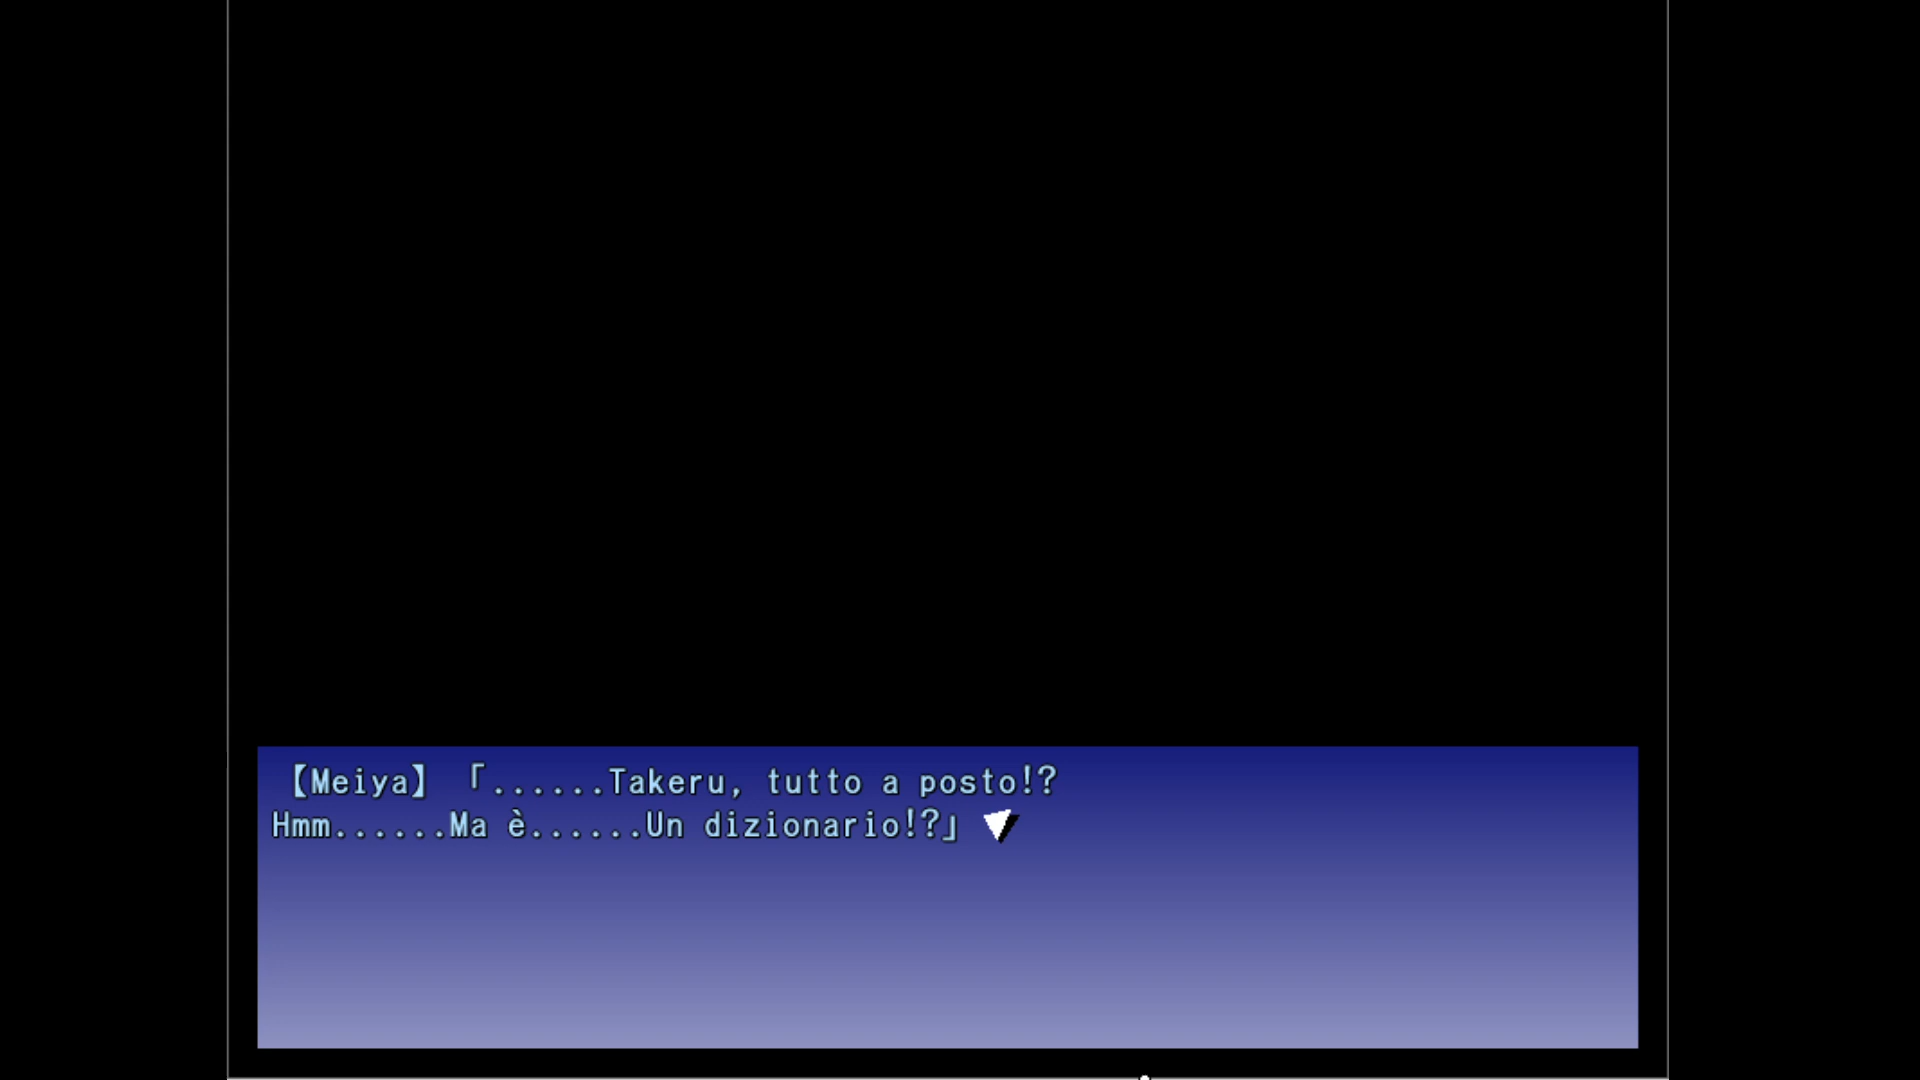 【Meiya】「......Takeru, tutto a posto!?
Hmm......Ma è......Un dizionario!?」